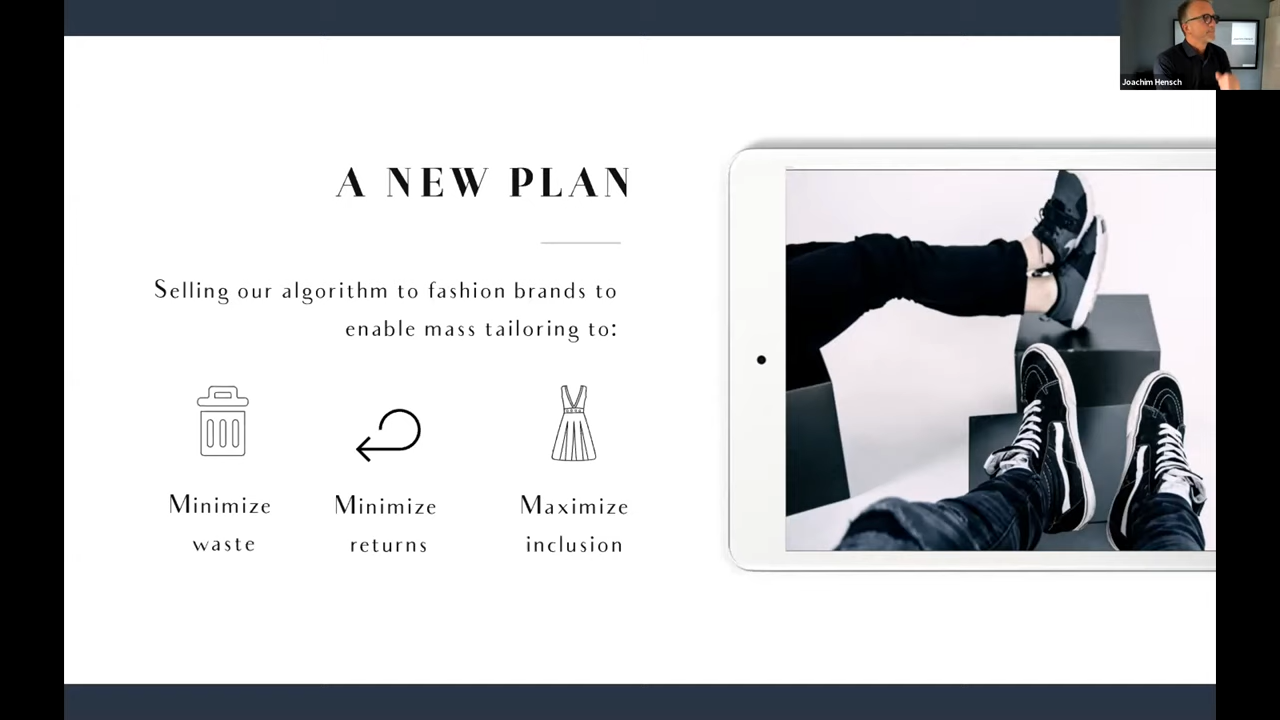 Joachim Hensch
A NEW PLAN
Selling our algorithm to fashion brands to
enable mass tailoring to:
Minimize
waste
Minimize
returns
Maximize
inclusion